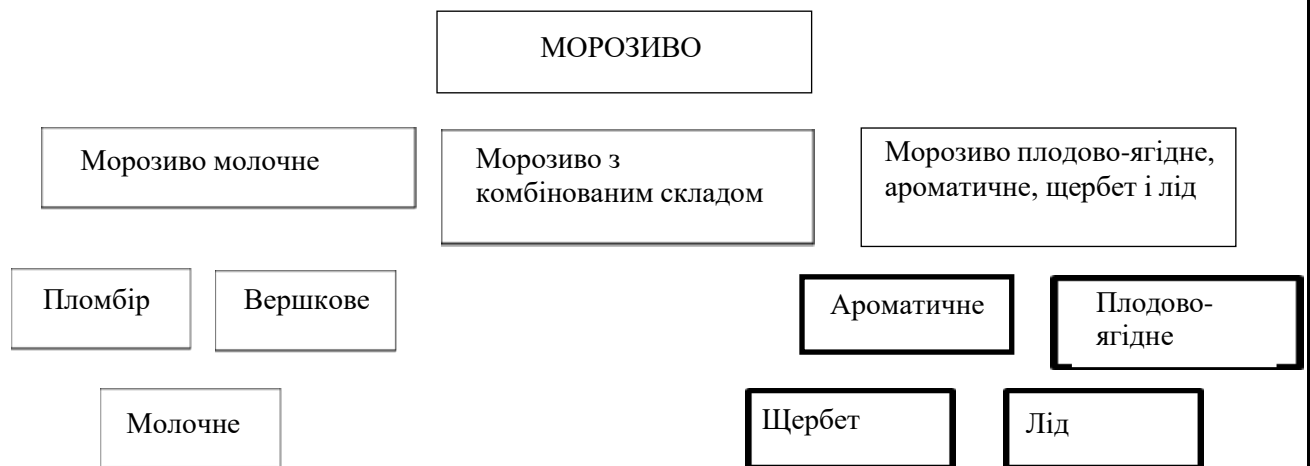 МОРОЗИВО
Морозиво молочне
Морозиво з
комбінованим складом
Морозиво плодово-ягідне,
ароматичне, щербет і лід
Пломбір
Вершкове
Ароматичне
Плодово-
ягідне
Молочне
Щербет
Лід